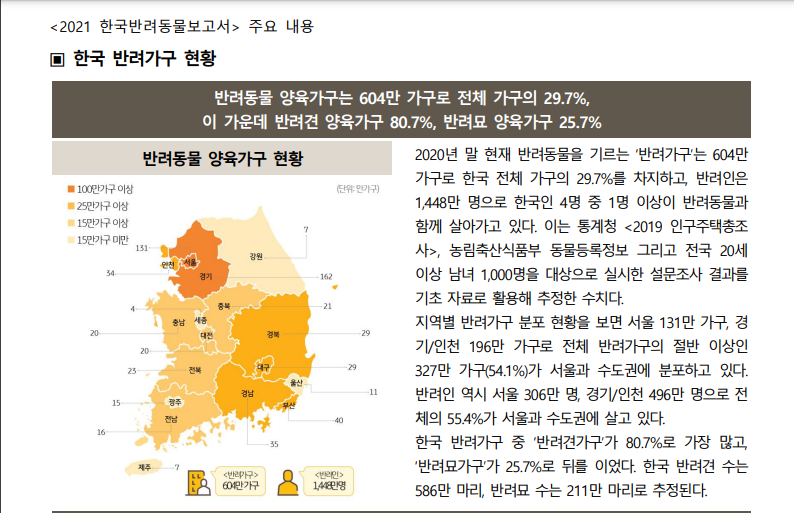 <2021 한국반려동물보고서> 주요 내용
▣ 한국 반려가구 현황
반려동물 양육가구는 604만 가구로 전체 가구의 29.7%,
이 가운데 반려견 양육가구 80.7%, 반려묘 양육가구 25.7%
반려동물 양육가구 현황
100만가구 이상
25만가구 이상
15만가구 이상
15만가구 미만
(단위: 만가구)
7
131
인천
서울
강원
34
경기
162
4
충북
21
충남
세종
20
대전
경북
29
20
전북
대구
29
23
울산
11
15
광주
경남
부산
40
전남
16
35
제주
7
<반려가구>
604만가구
<반려인>
1,448만명
2020년 말 현재 반려동물을 기르는 '반려가구'는 604만
가구로 한국 전체 가구의 29.7%를 차지하고, 반려인은
1,448만 명으로 한국인 4명 중 1명 이상이 반려동물과
함께 살아가고 있다. 이는 통계청 <2019 인구주택총조
사>, 농림축산식품부 동물등록정보 그리고 전국 20세
이상 남녀 1,000명을 대상으로 실시한 설문조사 결과를
기초 자료로 활용해 추정한 수치다.
지역별 반려가구 분포 현황을 보면 서울 131만 가구, 경
기/인천 196만 가구로 전체 반려가구의 절반 이상인
327만 가구(54.1%)가 서울과 수도권에 분포하고 있다.
반려인 역시 서울 306만 명, 경기/인천 496만 명으로 전
체의 55.4%가 서울과 수도권에 살고 있다.
한국 반려가구 중 '반려견가구'가 80.7%로 가장 많고,
'반려묘가구'가 25.7%로 뒤를 이었다. 한국 반려견 수는
586만 마리, 반려묘 수는 211만 마리로 추정된다.